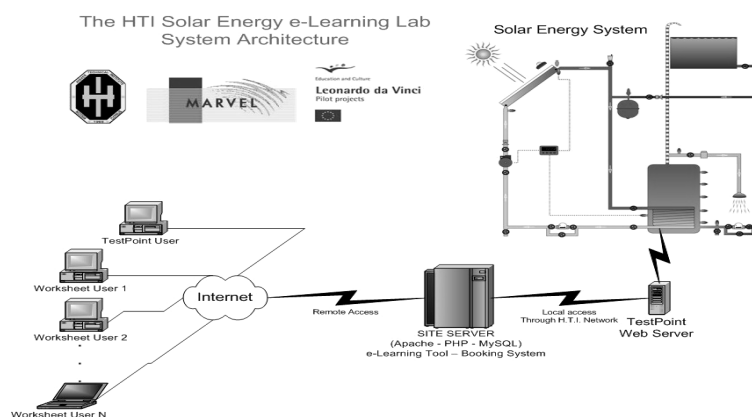 The HTI Solar Energy e-Learning Lab
System Architecture
Solar Energy System
MARVEL
Education and Culture
Leonardo da Vinci
Pilot projects
TestPoint User
Worksheet User 1
Worksheet User 2
Worksheet User N
Internet
Remote Access
SITE SERVER
(Apache - PHP - MySQL)
e-Learning Tool – Booking System
Local access
Through H.T.I. Network
TestPoint
Web Server